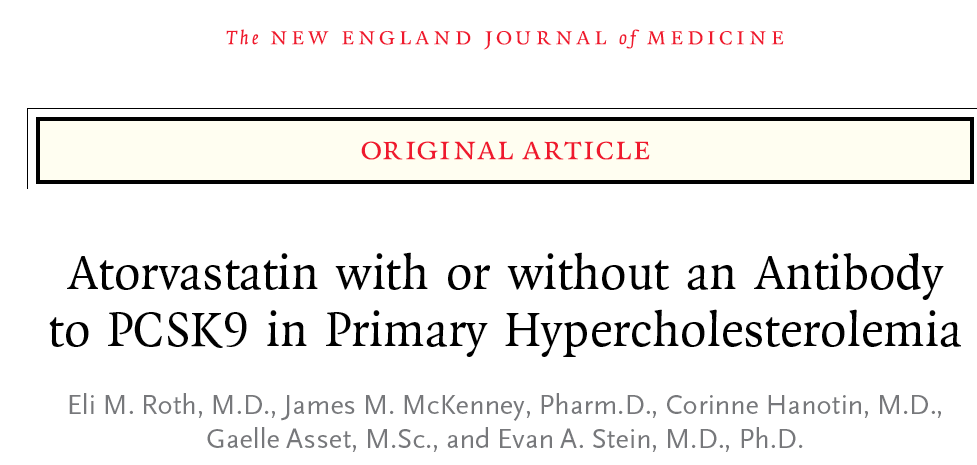 The NEW ENGLAND JOURNAL of MEDICINE
ORIGINAL ARTICLE
Atorvastatin with or without an Antibody
to PCSK9 in Primary Hypercholesterolemia
Eli M. Roth, M.D., James M. McKenney, Pharm.D., Corinne Hanotin, M.D.,
Gaelle Asset, M.Sc., and Evan A. Stein, M.D., Ph.D.